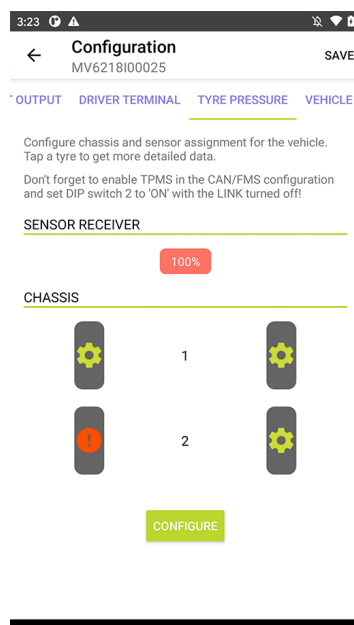 3:23
Configuration
MV6218I00025
SAVE
OUTPUT DRIVER TERMINAL TYRE PRESSURE VEHICLE
Configure chassis and sensor assignment for the vehicle.
Tap a tyre to get more detailed data.
Don't forget to enable TPMS in the CAN/FMS configuration
and set DIP switch 2 to 'ON' with the LINK turned off!
SENSOR RECEIVER
100%
CHASSIS
1
2
CONFIGURE